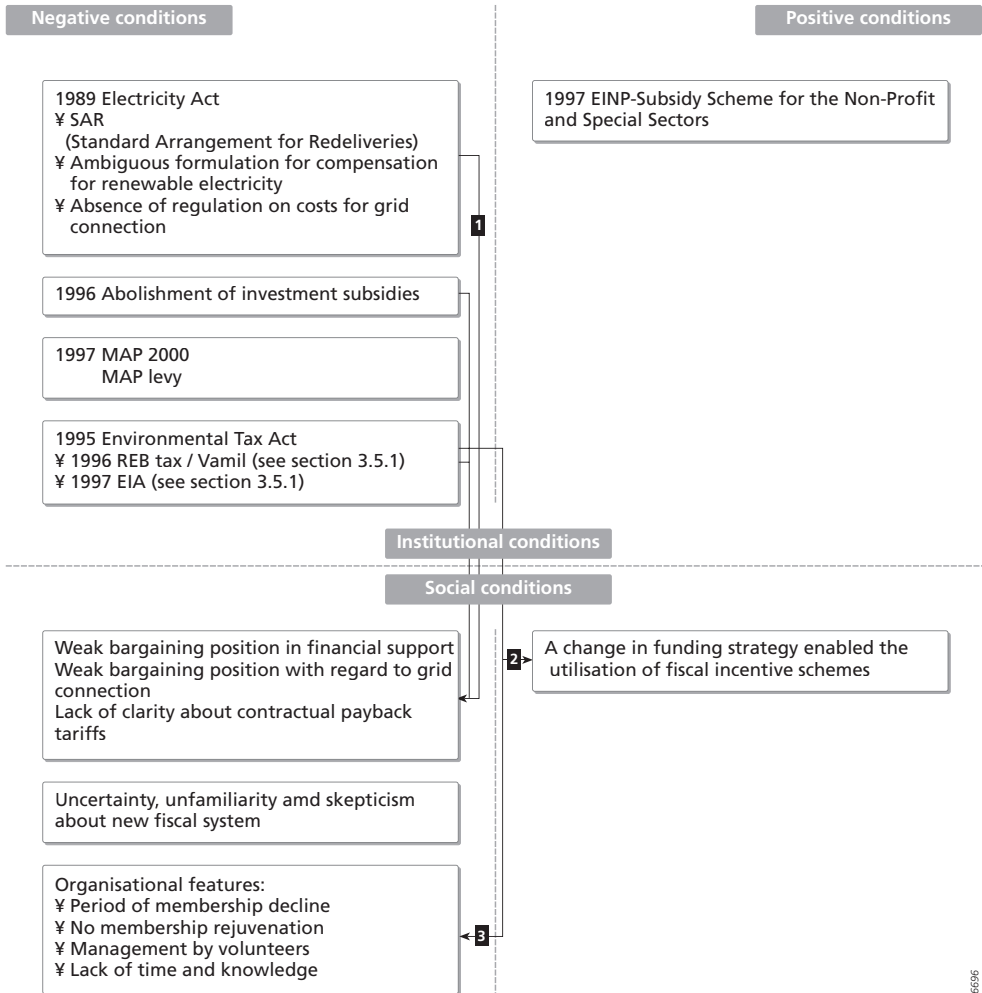 Negative conditions
Positive conditions
1989 Electricity Act
¥ SAR
(Standard Arrangement for Redeliveries)
¥ Ambiguous formulation for compensation
for renewable electricity
¥ Absence of regulation on costs for grid
connection
1
1996 Abolishment of investment subsidies
1997 MAP 2000
MAP levy
1995 Environmental Tax Act
¥ 1996 REB tax / Vamil (see section 3.5.1)
¥ 1997 EIA (see section 3.5.1)
1997 EINP-Subsidy Scheme for the Non-Profit
and Special Sectors
Institutional conditions
Social conditions
Weak bargaining position in financial support
Weak bargaining position with regard to grid
connection
Lack of clarity about contractual payback
tariffs
2
A change in funding strategy enabled the
utilisation of fiscal incentive schemes
Uncertainty, unfamiliarity amd skepticism
about new fiscal system
Organisational features:
¥ Period of membership decline
¥ No membership rejuvenation
¥ Management by volunteers
¥ Lack of time and knowledge
3
6696